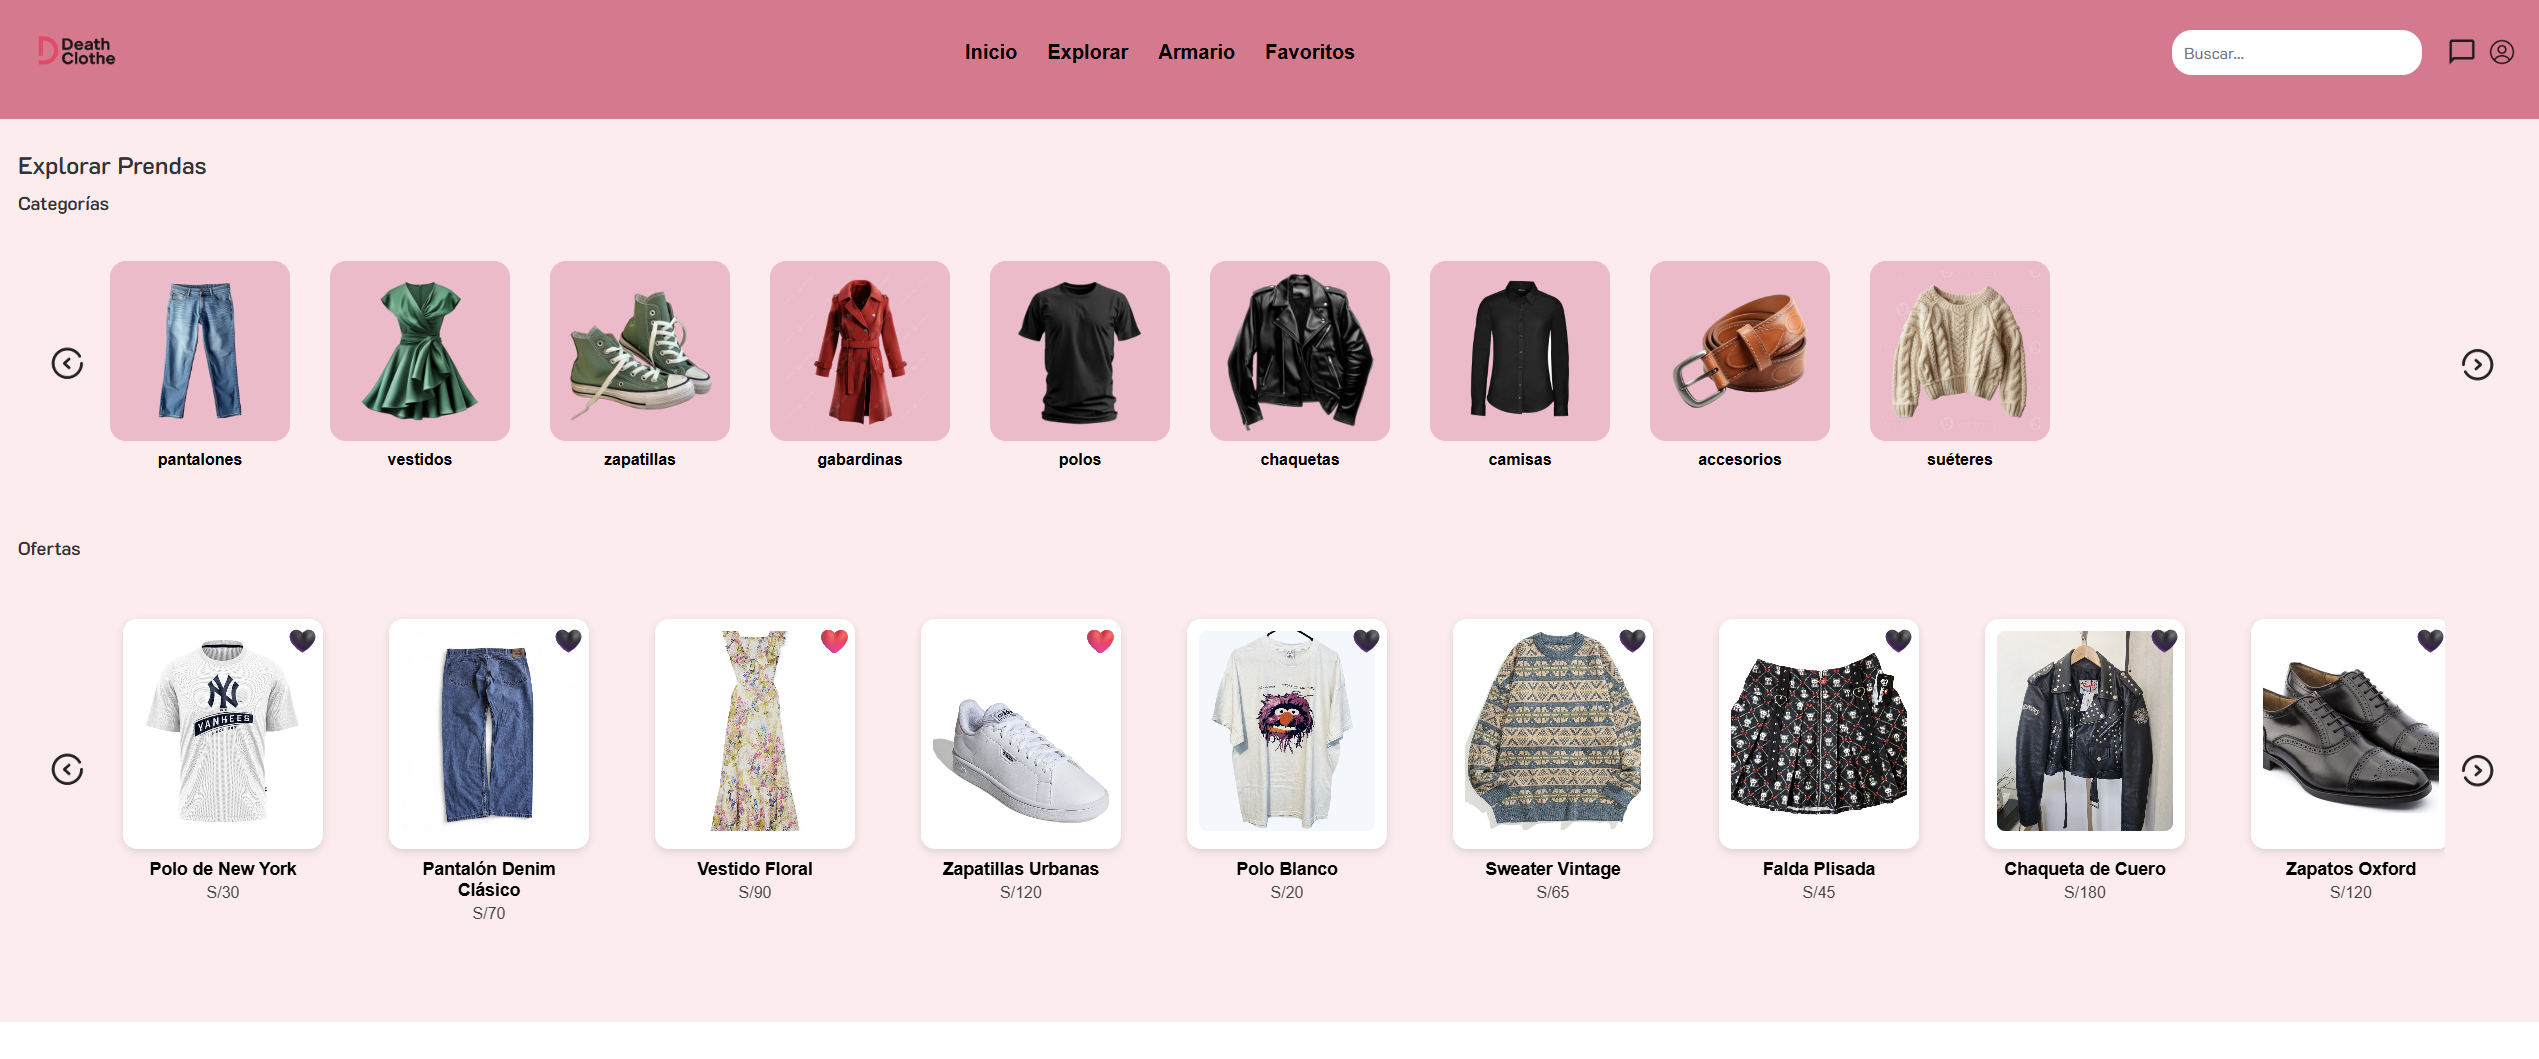 Death
Clothe
Inicio
Explorar
Armario
Favoritos
Buscar...
Explorar Prendas
Categorías
pantalones
vestidos
zapatillas
gabardinas
polos
chaquetas
camisas
accesorios
suéteres
Ofertas
NY
YANKEES
Polo de New York
S/30
Pantalón Denim
Clásico
S/70
Vestido Floral
S/90
Zapatillas Urbanas
S/120
Polo Blanco
S/20
Sweater Vintage
S/65
Falda Plisada
S/45
Chaqueta de Cuero
S/180
Zapatos Oxford
S/120